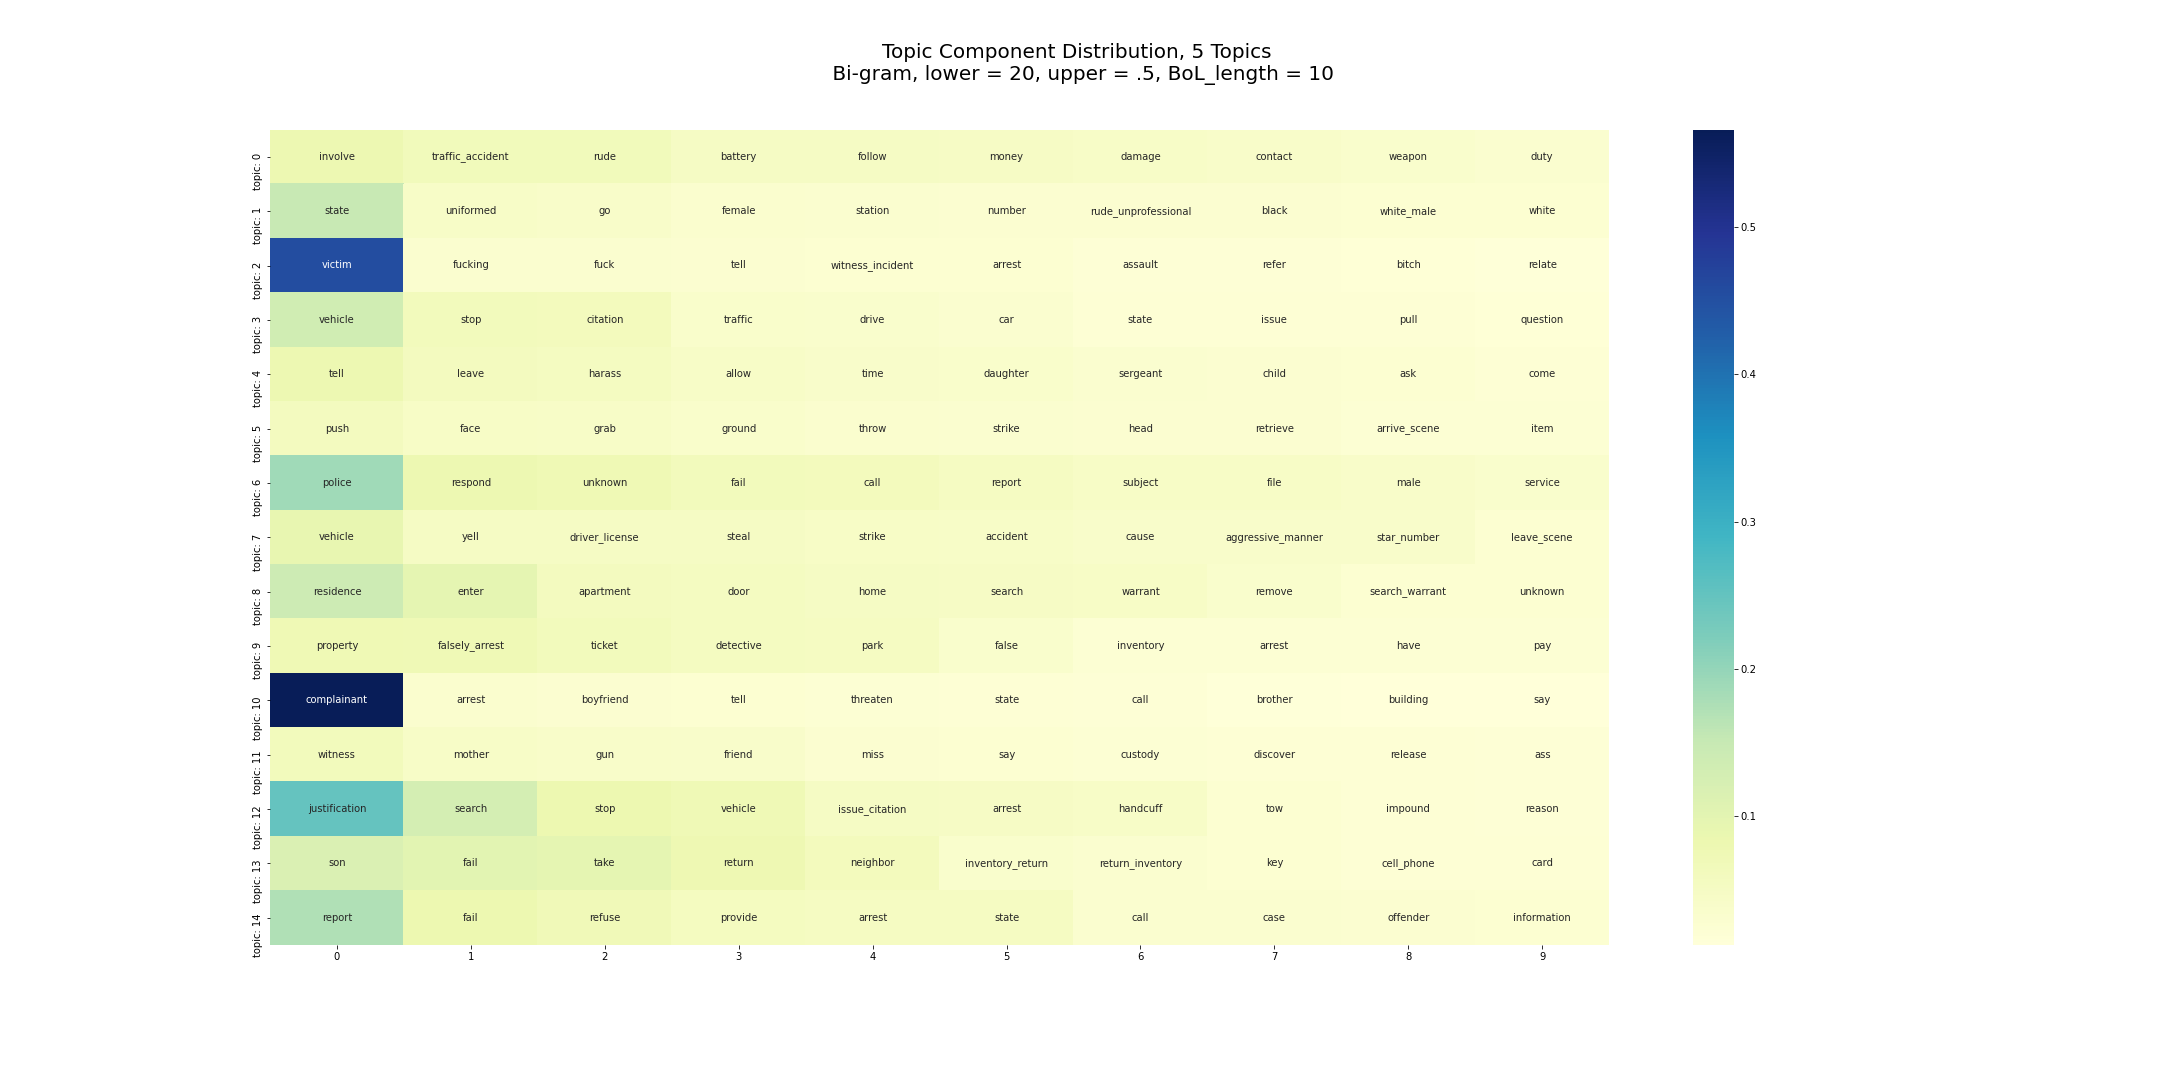 Topic Component Distribution, 5 Topics
Bi-gram, lower = 20, upper = .5, BoL_length = 10
topic: 0 involve traffic_accident rude battery follow money damage contact weapon duty
topic: 1 state uniformed go female station number rude_unprofessional black white_male white
topic: 2 victim fucking fuck tell witness_incident arrest assault refer bitch relate
topic: 3 vehicle stop citation traffic drive car state issue pull question
topic: 4 tell leave harass allow time daughter sergeant child ask come
topic: 5 push face grab ground throw strike head retrieve arrive_scene item
topic: 6 police respond unknown fail call report subject file male service
topic: 7 vehicle yell driver_license steal strike accident cause aggressive_manner star_number leave_scene
topic: 8 residence enter apartment door home search warrant remove search_warrant unknown
topic: 9 property falsely_arrest ticket detective park false inventory arrest have pay
topic: 10 complainant arrest boyfriend tell threaten state call brother building say
topic: 11 witness mother gun friend miss say custody discover release ass
topic: 12 justification search stop vehicle issue_citation arrest handcuff tow impound reason
topic: 13 son fail take return neighbor inventory_return return_inventory key cell_phone card
topic: 14 report fail refuse provide arrest state call case offender information
0 1 2 3 4 5 6 7 8 9
0.5
0.4
0.3
0.2
0.1